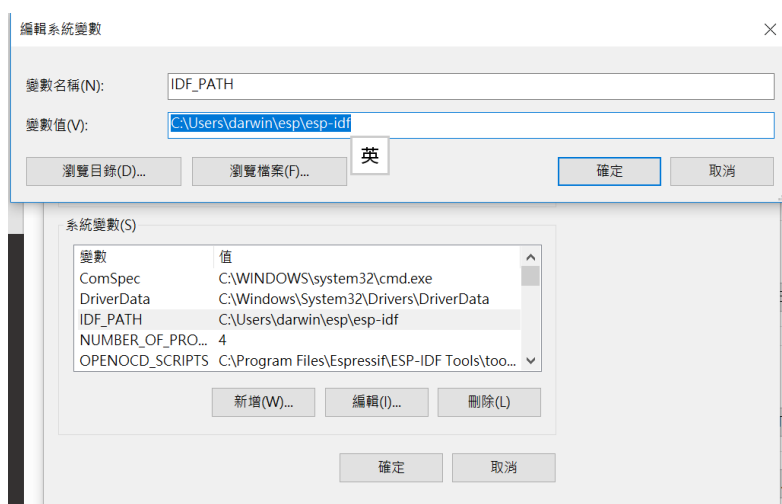 編輯系統變數
變數名稱(N):
IDF_PATH
變數值(V):
C:\Users\darwin\esp\esp-idf
英
瀏覽目錄(D)...
瀏覽檔案(F)...
確定
取消
系統變數(S)
變數 值
ComSpec C:\WINDOWS\system32\cmd.exe
DriverData C:\Windows\System32\Drivers\DriverData
IDF_PATH C:\Users\darwin\esp\esp-idf
NUMBER_OF_PRO... 4
OPENOCD_SCRIPTS C:\Program Files\Espressif\ESP-IDF Tools\too...
新增(W)...
編輯(I)...
刪除(L)
確定
取消